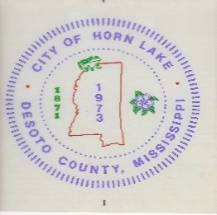 · CITY OF HORN LAKE ·
DESOTO COUNTY, MISSISSIPPI
1871
1973